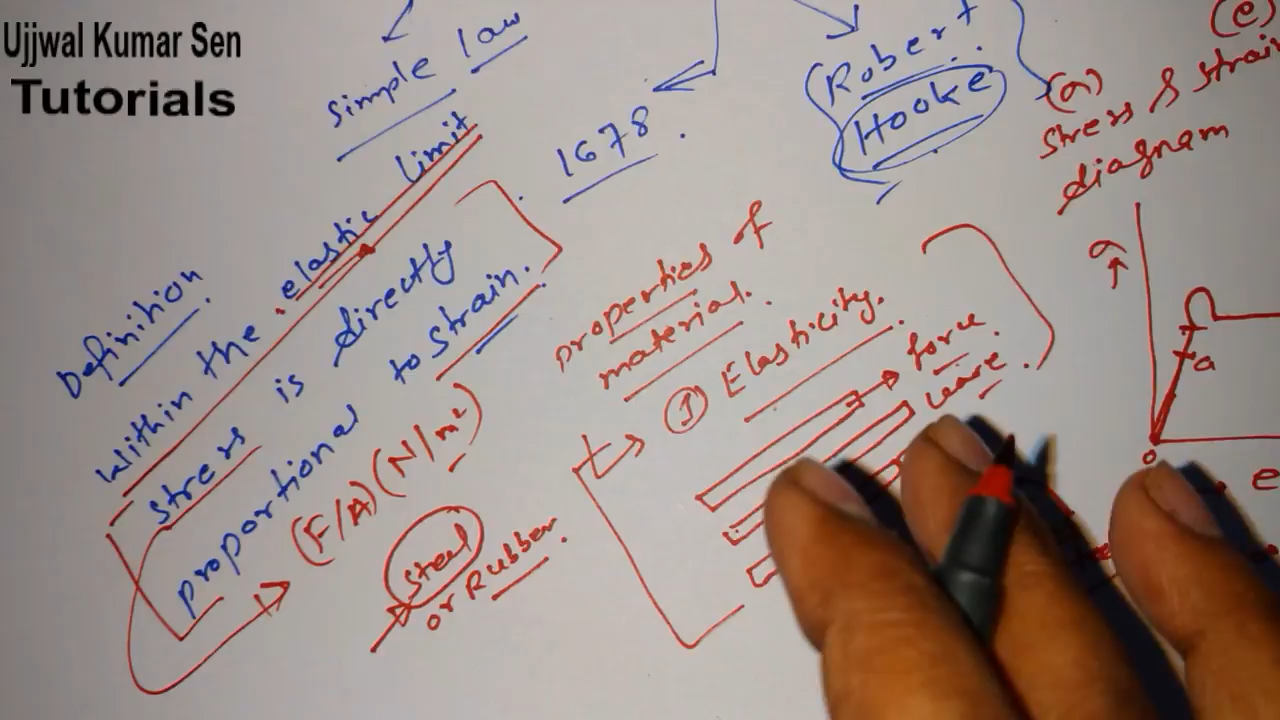 Ujjwal Kumar Sen
Tutorials
simple law
1678.
(Robert
Hooke
(e)
(a)
stress & strain
diagram
Definition
within the elastic limit
stress is directly
proportional to strain.
(F/A) (N/m²)
steel
or Rubber.
properties of
material.
① Elasticity.
force
wire.
σ
a
o
e